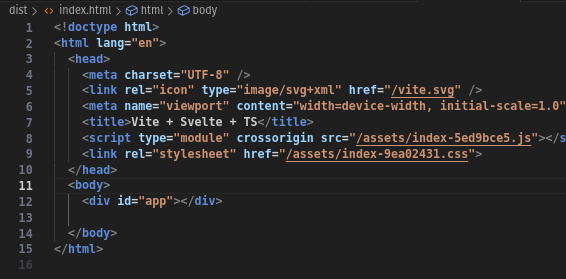 dist > index.html > html > body
1 <!doctype html>
2 <html lang="en">
3 <head>
4 <meta charset="UTF-8" />
5 <link rel="icon" type="image/svg+xml" href="/vite.svg" />
6 <meta name="viewport" content="width=device-width, initial-scale=1.0"
7 <title>Vite + Svelte + TS</title>
8 <script type="module" crossorigin src="/assets/index-5ed9bce5.js"></s
9 <link rel="stylesheet" href="/assets/index-9ea02431.css">
10 </head>
11 <body>
12 <div id="app"></div>
13
14 </body>
15 </html>
16